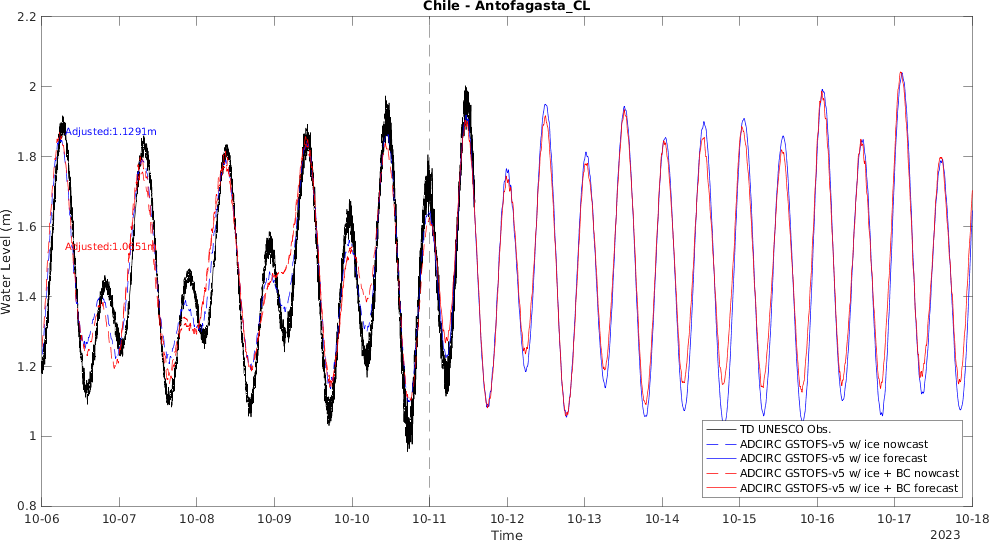 Chile - Antofagasta_CL
2.2
2
1.8
1.6
1.4
1.2
1
0.8
Water Level (m)
Adjusted:1.1291m
Adjusted:1.0651m
TD UNESCO Obs.
ADCIRC GSTOFS-v5 w/ ice nowcast
ADCIRC GSTOFS-v5 w/ ice forecast
ADCIRC GSTOFS-v5 w/ ice + BC nowcast
ADCIRC GSTOFS-v5 w/ ice + BC forecast
10-06 10-07 10-08 10-09 10-10 10-11 10-12 10-13 10-14 10-15 10-16 10-17 10-18
Time
2023